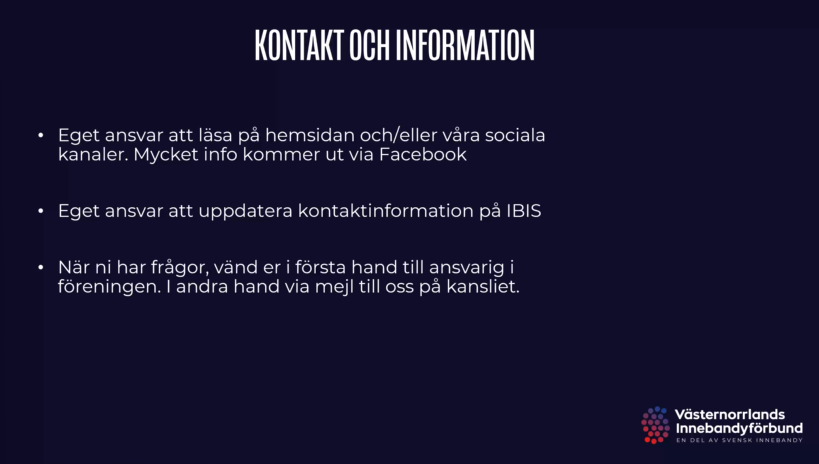 KONTAKT OCH INFORMATION
• Eget ansvar att läsa på hemsidan och/eller våra sociala
kanaler. Mycket info kommer ut via Facebook
• Eget ansvar att uppdatera kontaktinformation på IBIS
• När ni har frågor, vänd er i första hand till ansvarig i
föreningen. I andra hand via mejl till oss på kansliet.
Västernorrlands
Innebandyförbund
EN DEL AV SVENSK INNEBANDY